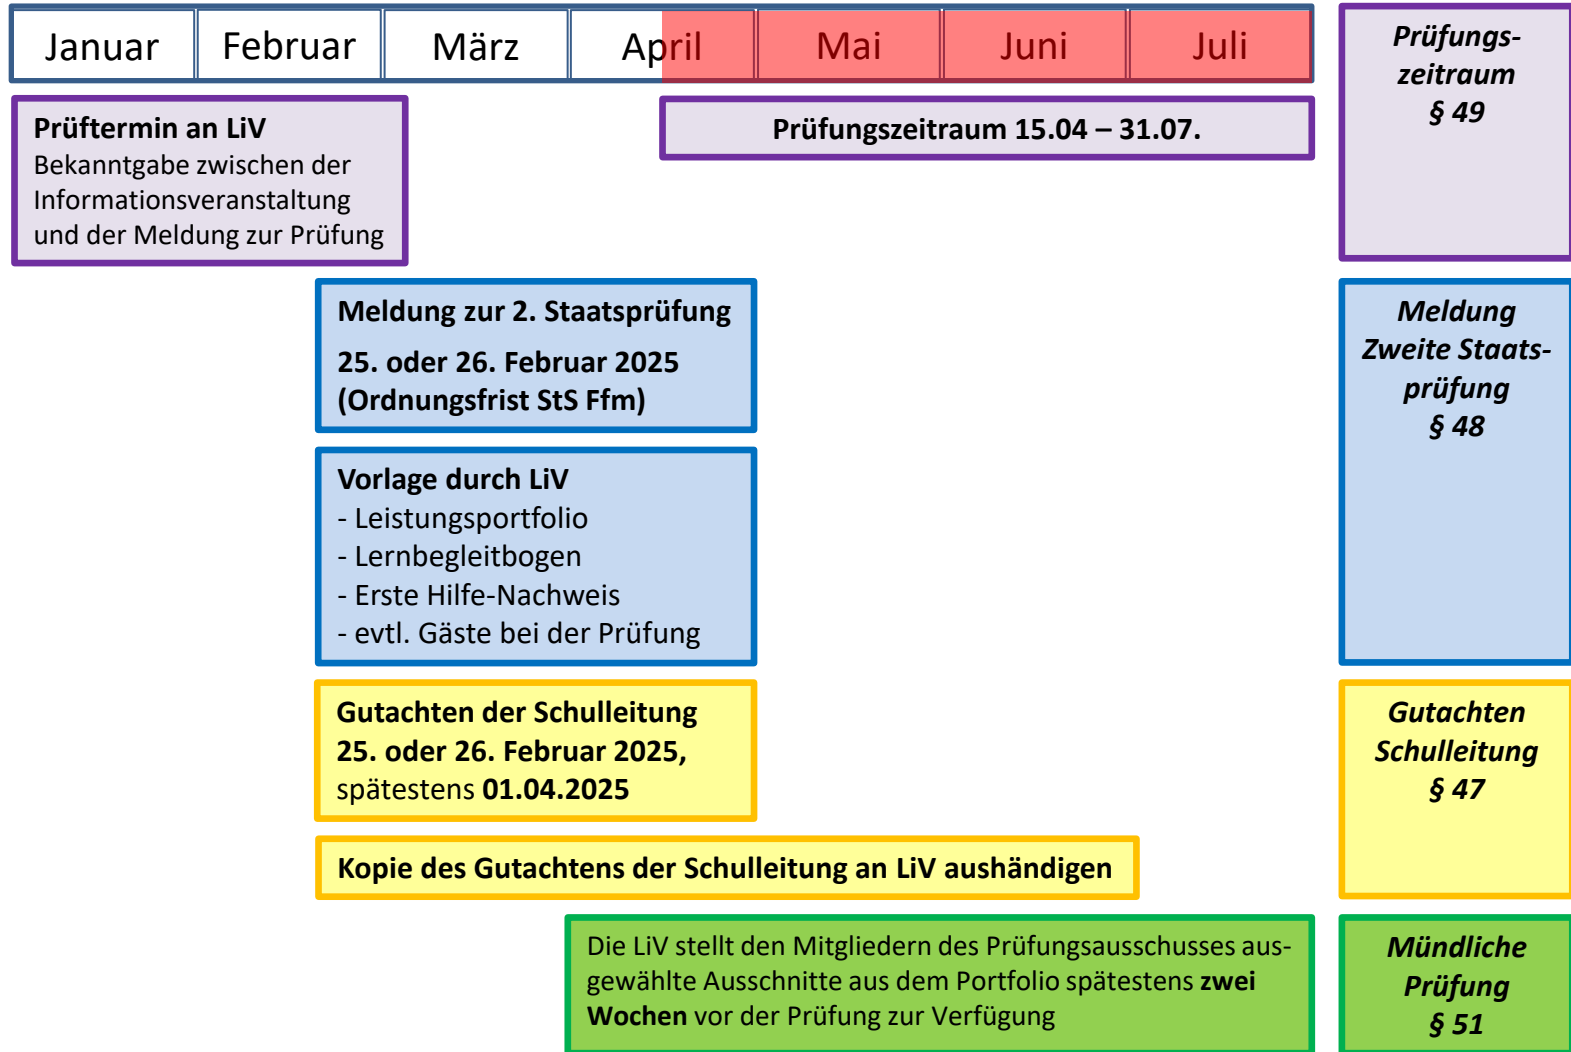 Januar Februar März April Mai Juni Juli
Prüftermin an LiV
Bekanntgabe zwischen der
Informationsveranstaltung
und der Meldung zur Prüfung
Prüfungszeitraum 15.04 – 31.07.
Prüfungs-
zeitraum
§ 49
Meldung zur 2. Staatsprüfung
25. oder 26. Februar 2025
(Ordnungsfrist StS Ffm)
Vorlage durch LiV
- Leistungsportfolio
- Lernbegleitbogen
- Erste Hilfe-Nachweis
- evtl. Gäste bei der Prüfung
Meldung
Zweite Staats-
prüfung
§ 48
Gutachten der Schulleitung
25. oder 26. Februar 2025,
spätestens 01.04.2025
Kopie des Gutachtens der Schulleitung an LiV aushändigen
Gutachten
Schulleitung
§ 47
Die LiV stellt den Mitgliedern des Prüfungsausschusses aus-
gewählte Ausschnitte aus dem Portfolio spätestens zwei
Wochen vor der Prüfung zur Verfügung
Mündliche
Prüfung
§ 51